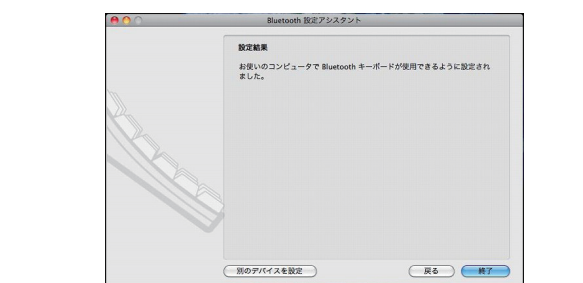 Bluetooth 設定アシスタント
設定結果
お使いのコンピュータで Bluetooth キーボードが使用できるように設定され
ました。
別のデバイスを設定
戻る
終了